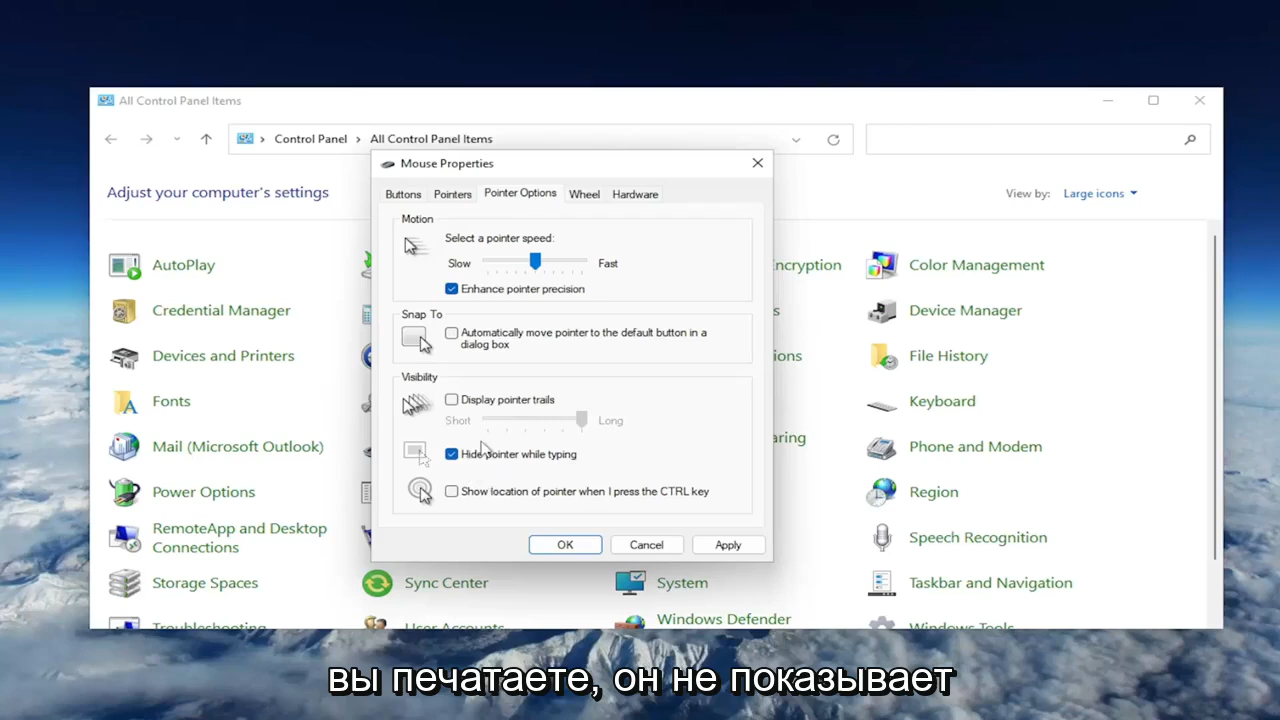 All Control Panel Items
Control Panel
All Control Panel Items
Adjust your computer's settings
View by:
Large icons
Mouse Properties
Buttons
Pointers
Pointer Options
Wheel
Hardware
Motion
Select a pointer speed:
Slow
Fast
Enhance pointer precision
Snap To
Automatically move pointer to the default button in a
dialog box
Visibility
Display pointer trails
Short
Long
Hide pointer while typing
Show location of pointer when I press the CTRL key
OK
Cancel
Apply
AutoPlay
Encryption
Color Management
Credential Manager
Device Manager
Devices and Printers
File History
Fonts
Keyboard
Mail (Microsoft Outlook)
Phone and Modem
Power Options
Region
RemoteApp and Desktop
Connections
Speech Recognition
Storage Spaces
Sync Center
System
Taskbar and Navigation
Troubleshooting
User Accounts
Windows Defender
Windows Tools
вы печатаете, он не показывает